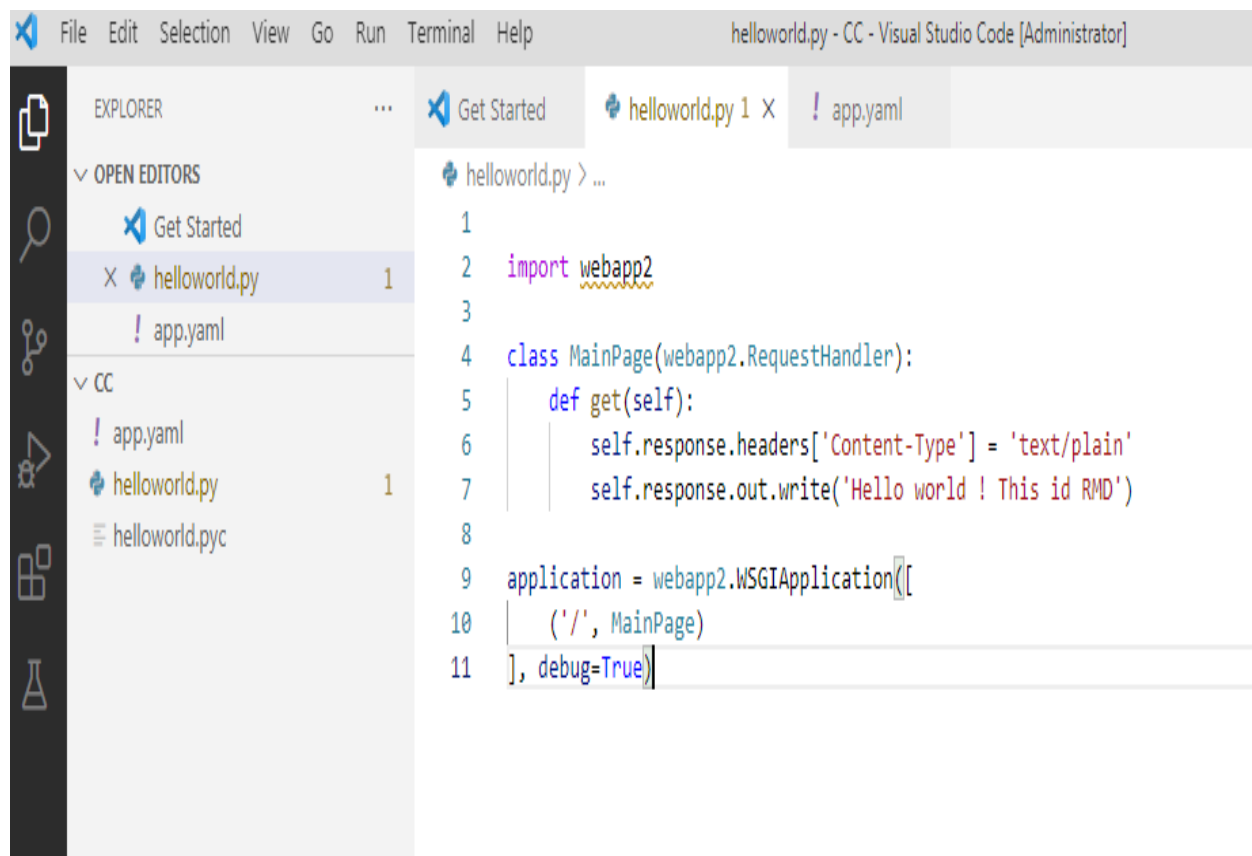 File Edit Selection View Go Run Terminal Help helloworld.py - CC - Visual Studio Code [Administrator]
EXPLORER ...
OPEN EDITORS
Get Started
helloworld.py 1
! app.yaml
CC
! app.yaml
helloworld.py 1
helloworld.pyc
Get Started helloworld.py 1 ! app.yaml
helloworld.py > ...
1
2 import webapp2
3
4 class MainPage(webapp2.RequestHandler):
5 def get(self):
6 self.response.headers['Content-Type'] = 'text/plain'
7 self.response.out.write('Hello world ! This id RMD')
8
9 application = webapp2.WSGIApplication([
10 ('/', MainPage)
11 ], debug=True)